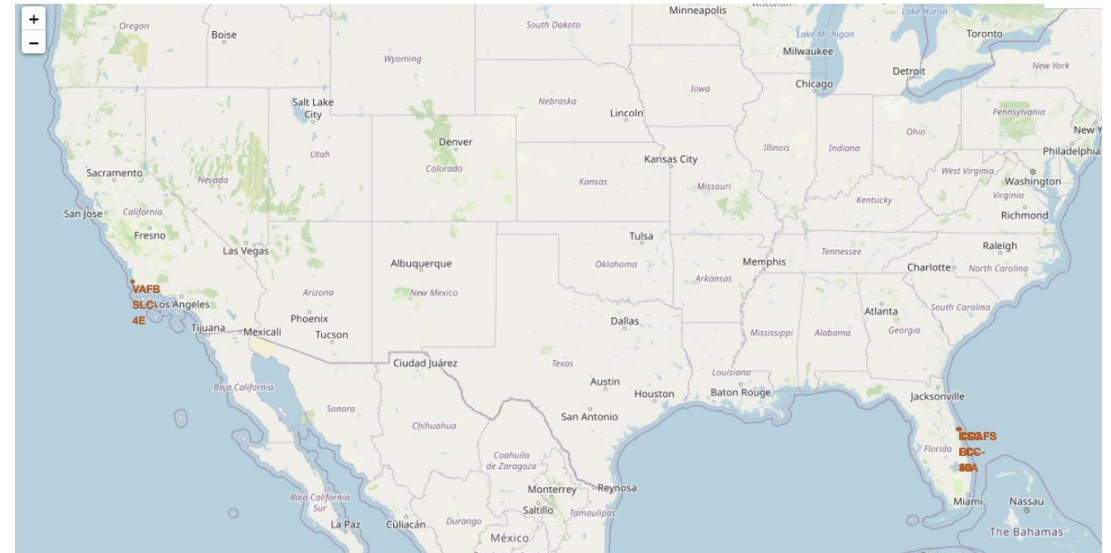 +
−
Oregon
Boise
South Dakota
Minneapolis
Wisconsin
Lake Huron
Toronto
Lake Michigan
Milwaukee
Wyoming
Detroit
New York
Chicago
Iowa
Nebraska
Salt Lake
City
Lincoln
Pennsylvania
New Y
Utah
Denver
Colorado
Illinois
Indiana
Ohio
Philadelphia
Sacramento
Nevada
Kansas City
Kansas
Missouri
West Virginia
Washington
Virginia
San Jose
California
Kentucky
Richmond
Fresno
Las Vegas
Tulsa
Raleigh
Albuquerque
Oklahoma
Memphis
Tennessee
Charlotte
North Carolina
Arkansas
VAFB
SLC-
4E
Los Angeles
Arizona
New Mexico
South Carolina
Atlanta
Phoenix
Dallas
Tijuana
Mexicali
Tucson
Mississippi
Alabama
Georgia
Ciudad Juárez
Texas
Louisiana
Baja California
Austin
Houston
Baton Rouge
Jacksonville
Sonora
San Antonio
Chihuahua
Florida
Coahuila
de Zaragoza
Baja California
Sur
Monterrey
Reynosa
Miami
Nassau
Saltillo
Tamaulipas
La Paz
Culiacán
Durango
México
The Bahamas